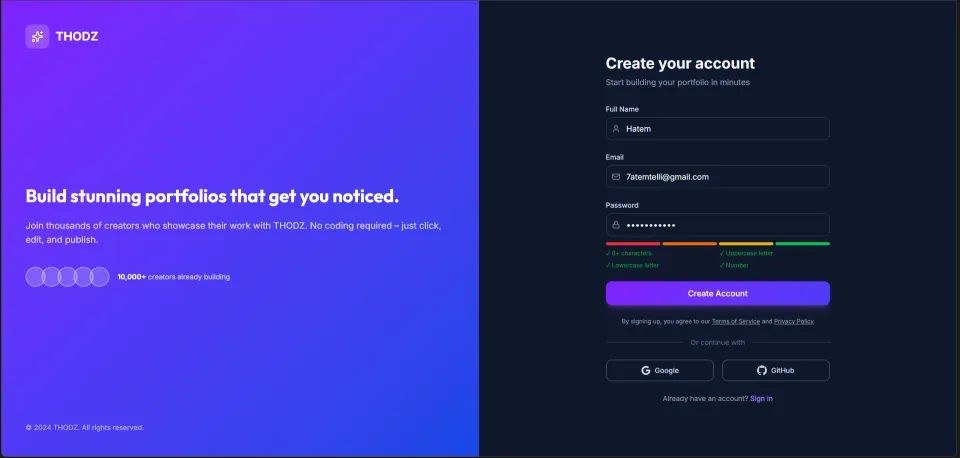 THODZ
Build stunning portfolios that get you noticed.
Join thousands of creators who showcase their work with THODZ. No coding required – just click,
edit, and publish.
10,000+ creators already building
© 2024 THODZ. All rights reserved.
Create your account
Start building your portfolio in minutes
Full Name
Hatem
Email
7atemtelli@gmail.com
Password
•••••••••••
✓ 8+ characters
✓ Uppercase letter
✓ Lowercase letter
✓ Number
Create Account
By signing up, you agree to our Terms of Service and Privacy Policy
Or continue with
Google
GitHub
Already have an account? Sign in